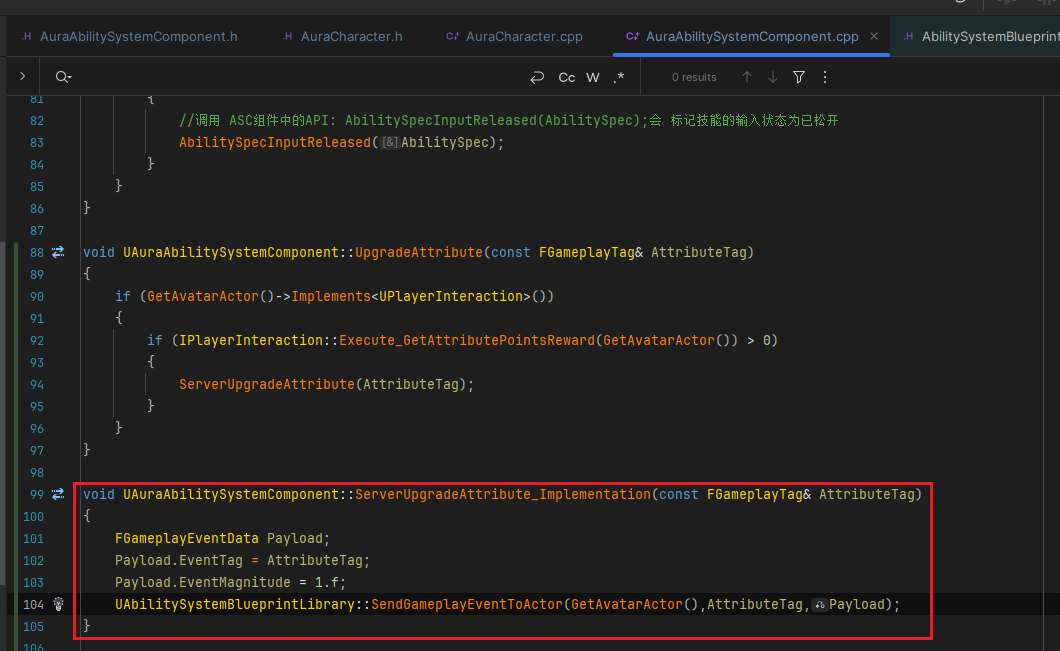 .H AuraAbilitySystemComponent.h .H AuraCharacter.h C+ AuraCharacter.cpp C+ AuraAbilitySystemComponent.cpp × .H AbilitySystemBlueprint
Cc W .* 0 results
81 {
82 //调用 ASC组件中的API: AbilitySpecInputReleased(AbilitySpec);会 标记技能的输入状态为已松开
83 AbilitySpecInputReleased([&]AbilitySpec);
84 }
85 }
86 }
87
88 void UAuraAbilitySystemComponent::UpgradeAttribute(const FGameplayTag& AttributeTag)
89 {
90 if (GetAvatarActor()->Implements<UPlayerInteraction>())
91 {
92 if (IPlayerInteraction::Execute_GetAttributePointsReward(GetAvatarActor()) > 0)
93 {
94 ServerUpgradeAttribute(AttributeTag);
95 }
96 }
97 }
98
99 void UAuraAbilitySystemComponent::ServerUpgradeAttribute_Implementation(const FGameplayTag& AttributeTag)
100 {
101 FGameplayEventData Payload;
102 Payload.EventTag = AttributeTag;
103 Payload.EventMagnitude = 1.f;
104 UAbilitySystemBlueprintLibrary::SendGameplayEventToActor(GetAvatarActor(),AttributeTag,Payload);
105 }
106